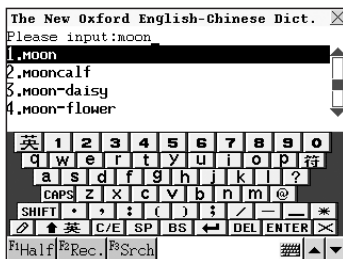 The New Oxford English-Chinese Dict.
Please input:moon
1.moon
2.mooncalf
3.moon-daisy
4.moon-flower
英 1 2 3 4 5 6 7 8 9 0
q w e r t y u i o p 符
a s d f g h j k l ?
CAPS z x c v b n m @
SHIFT · , : ( ) ; / — _ *
英 C/E SP BS DEL ENTER
F1Half F2Rec. F3Srch